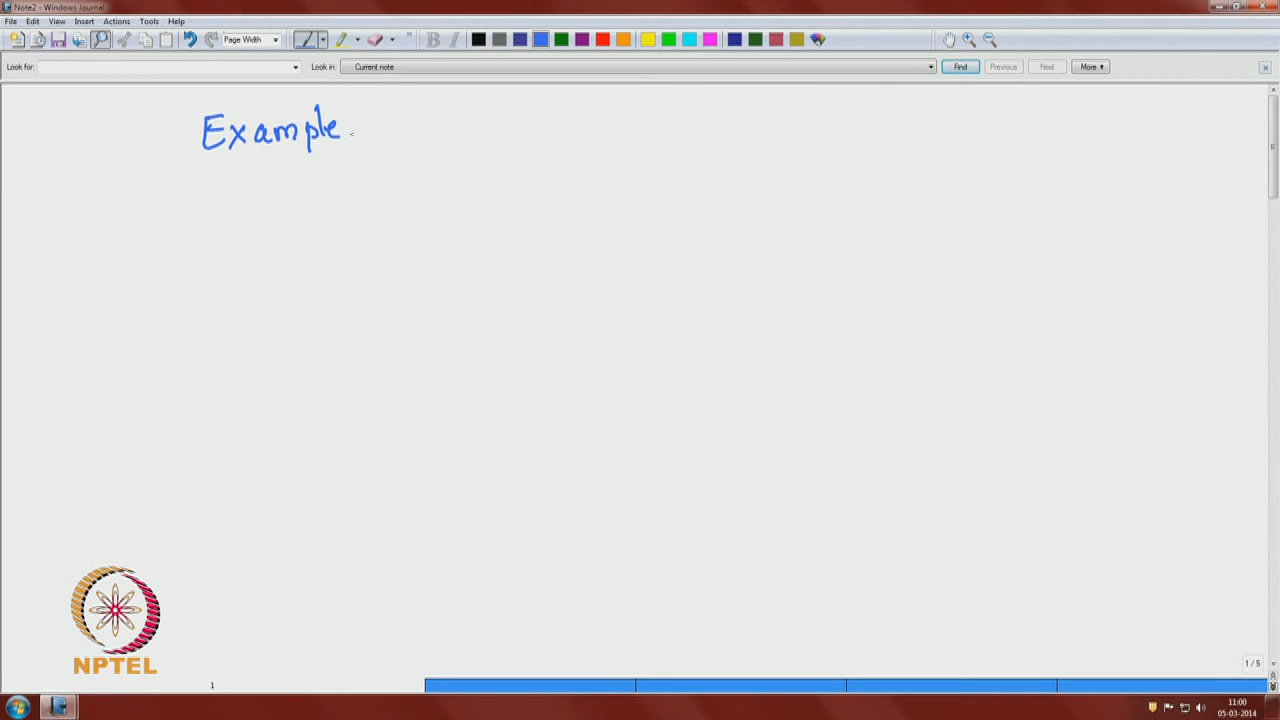 Note2 - Windows Journal
File Edit View Insert Actions Tools Help
Page Width
B I
Look for: Look in: Current note Find Previous Next More
Example
NPTEL
1 / 5
1
11:00
05-03-2014